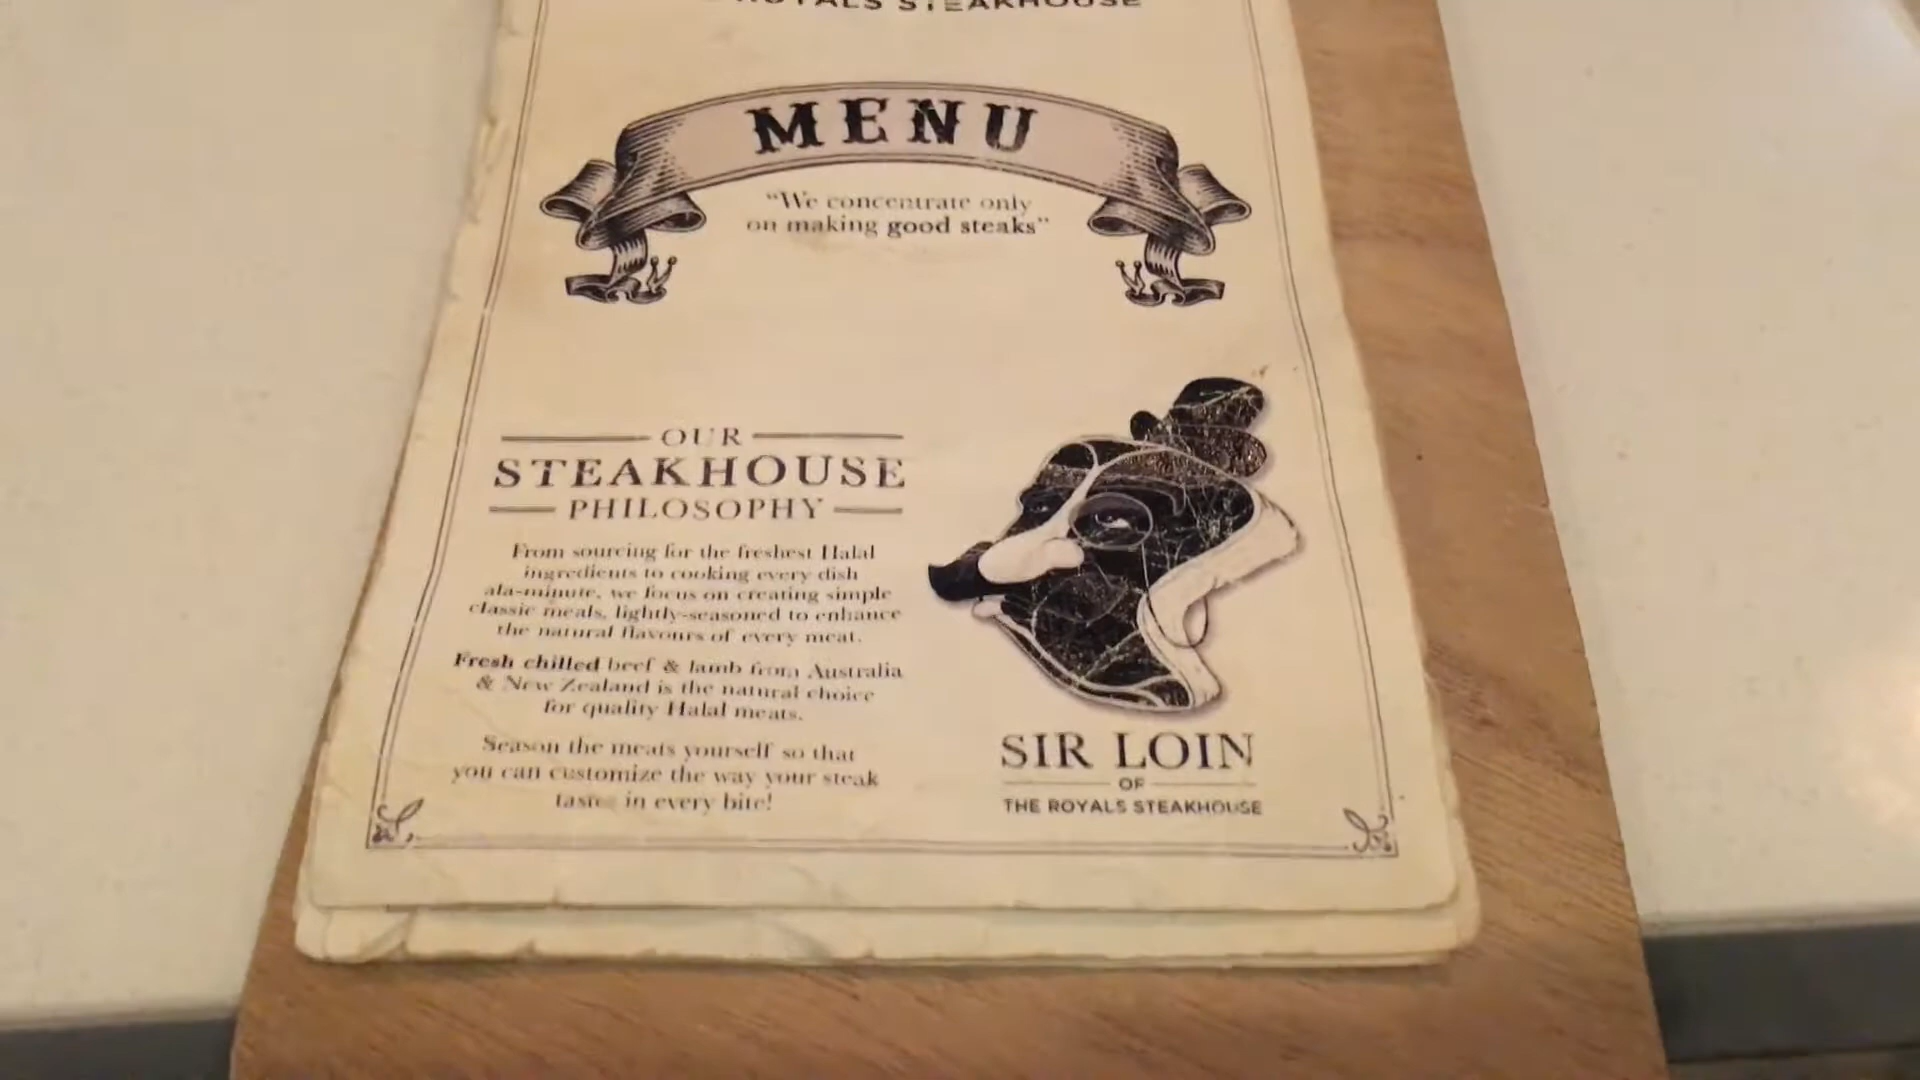 ROYALS STEAKHOUSE
MENU
"We concentrate only
on making good steaks"
OUR
STEAKHOUSE
PHILOSOPHY
From sourcing for the freshest Halal
ingredients to cooking every dish
ala-minute, we focus on creating simple
classic meals, lightly-seasoned to enhance
the natural flavours of every meat.
Fresh chilled beef & lamb from Australia
& New Zealand is the natural choice
for quality Halal meats.
Season the meats yourself so that
you can customize the way your steak
tastes in every bite!
SIR LOIN
OF
THE ROYALS STEAKHOUSE